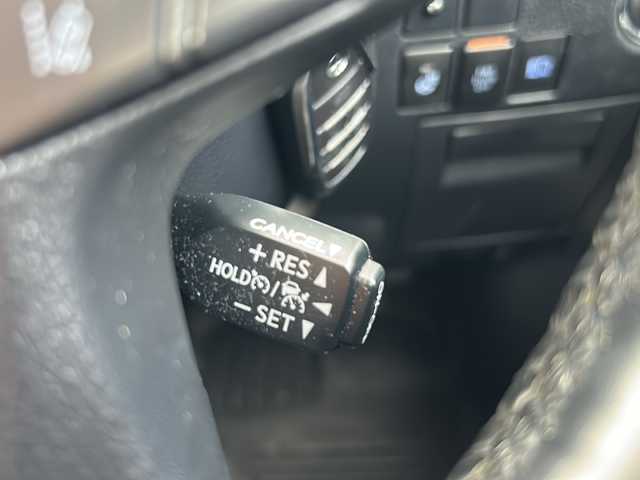 CANCEL▼
+RES▲
HOLD / ◀
−SET▼